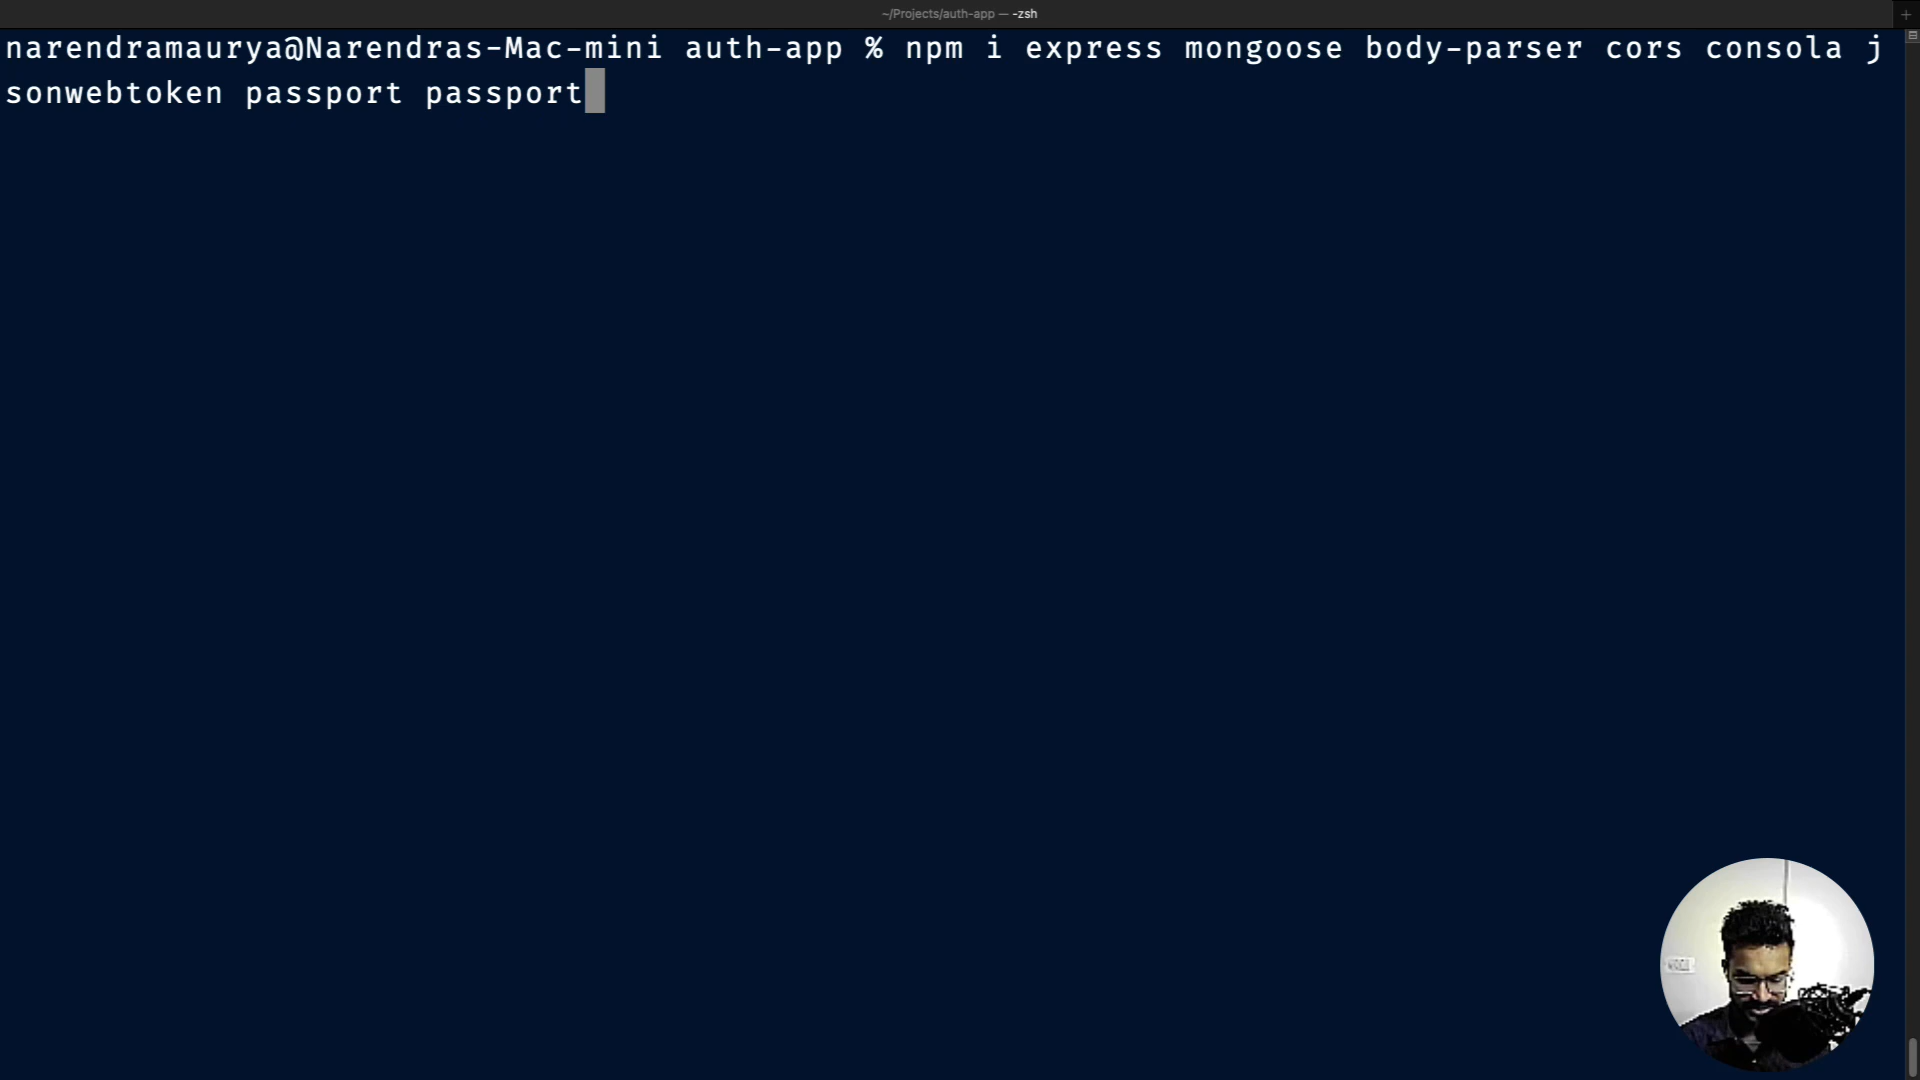 ~/Projects/auth-app — -zsh
narendramaurya@Narendras-Mac-mini auth-app % npm i express mongoose body-parser cors consola j
sonwebtoken passport passport